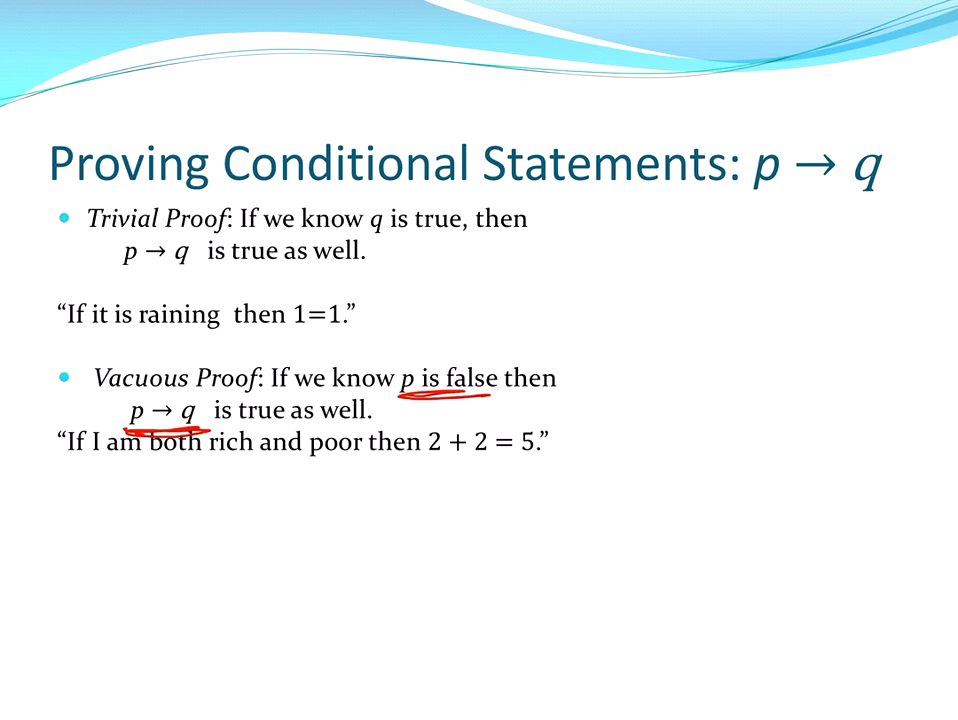 Proving Conditional Statements: p → q
• Trivial Proof: If we know q is true, then
p → q is true as well.
“If it is raining then 1=1.”
• Vacuous Proof: If we know p is false then
p → q is true as well.
“If I am both rich and poor then 2 + 2 = 5.”